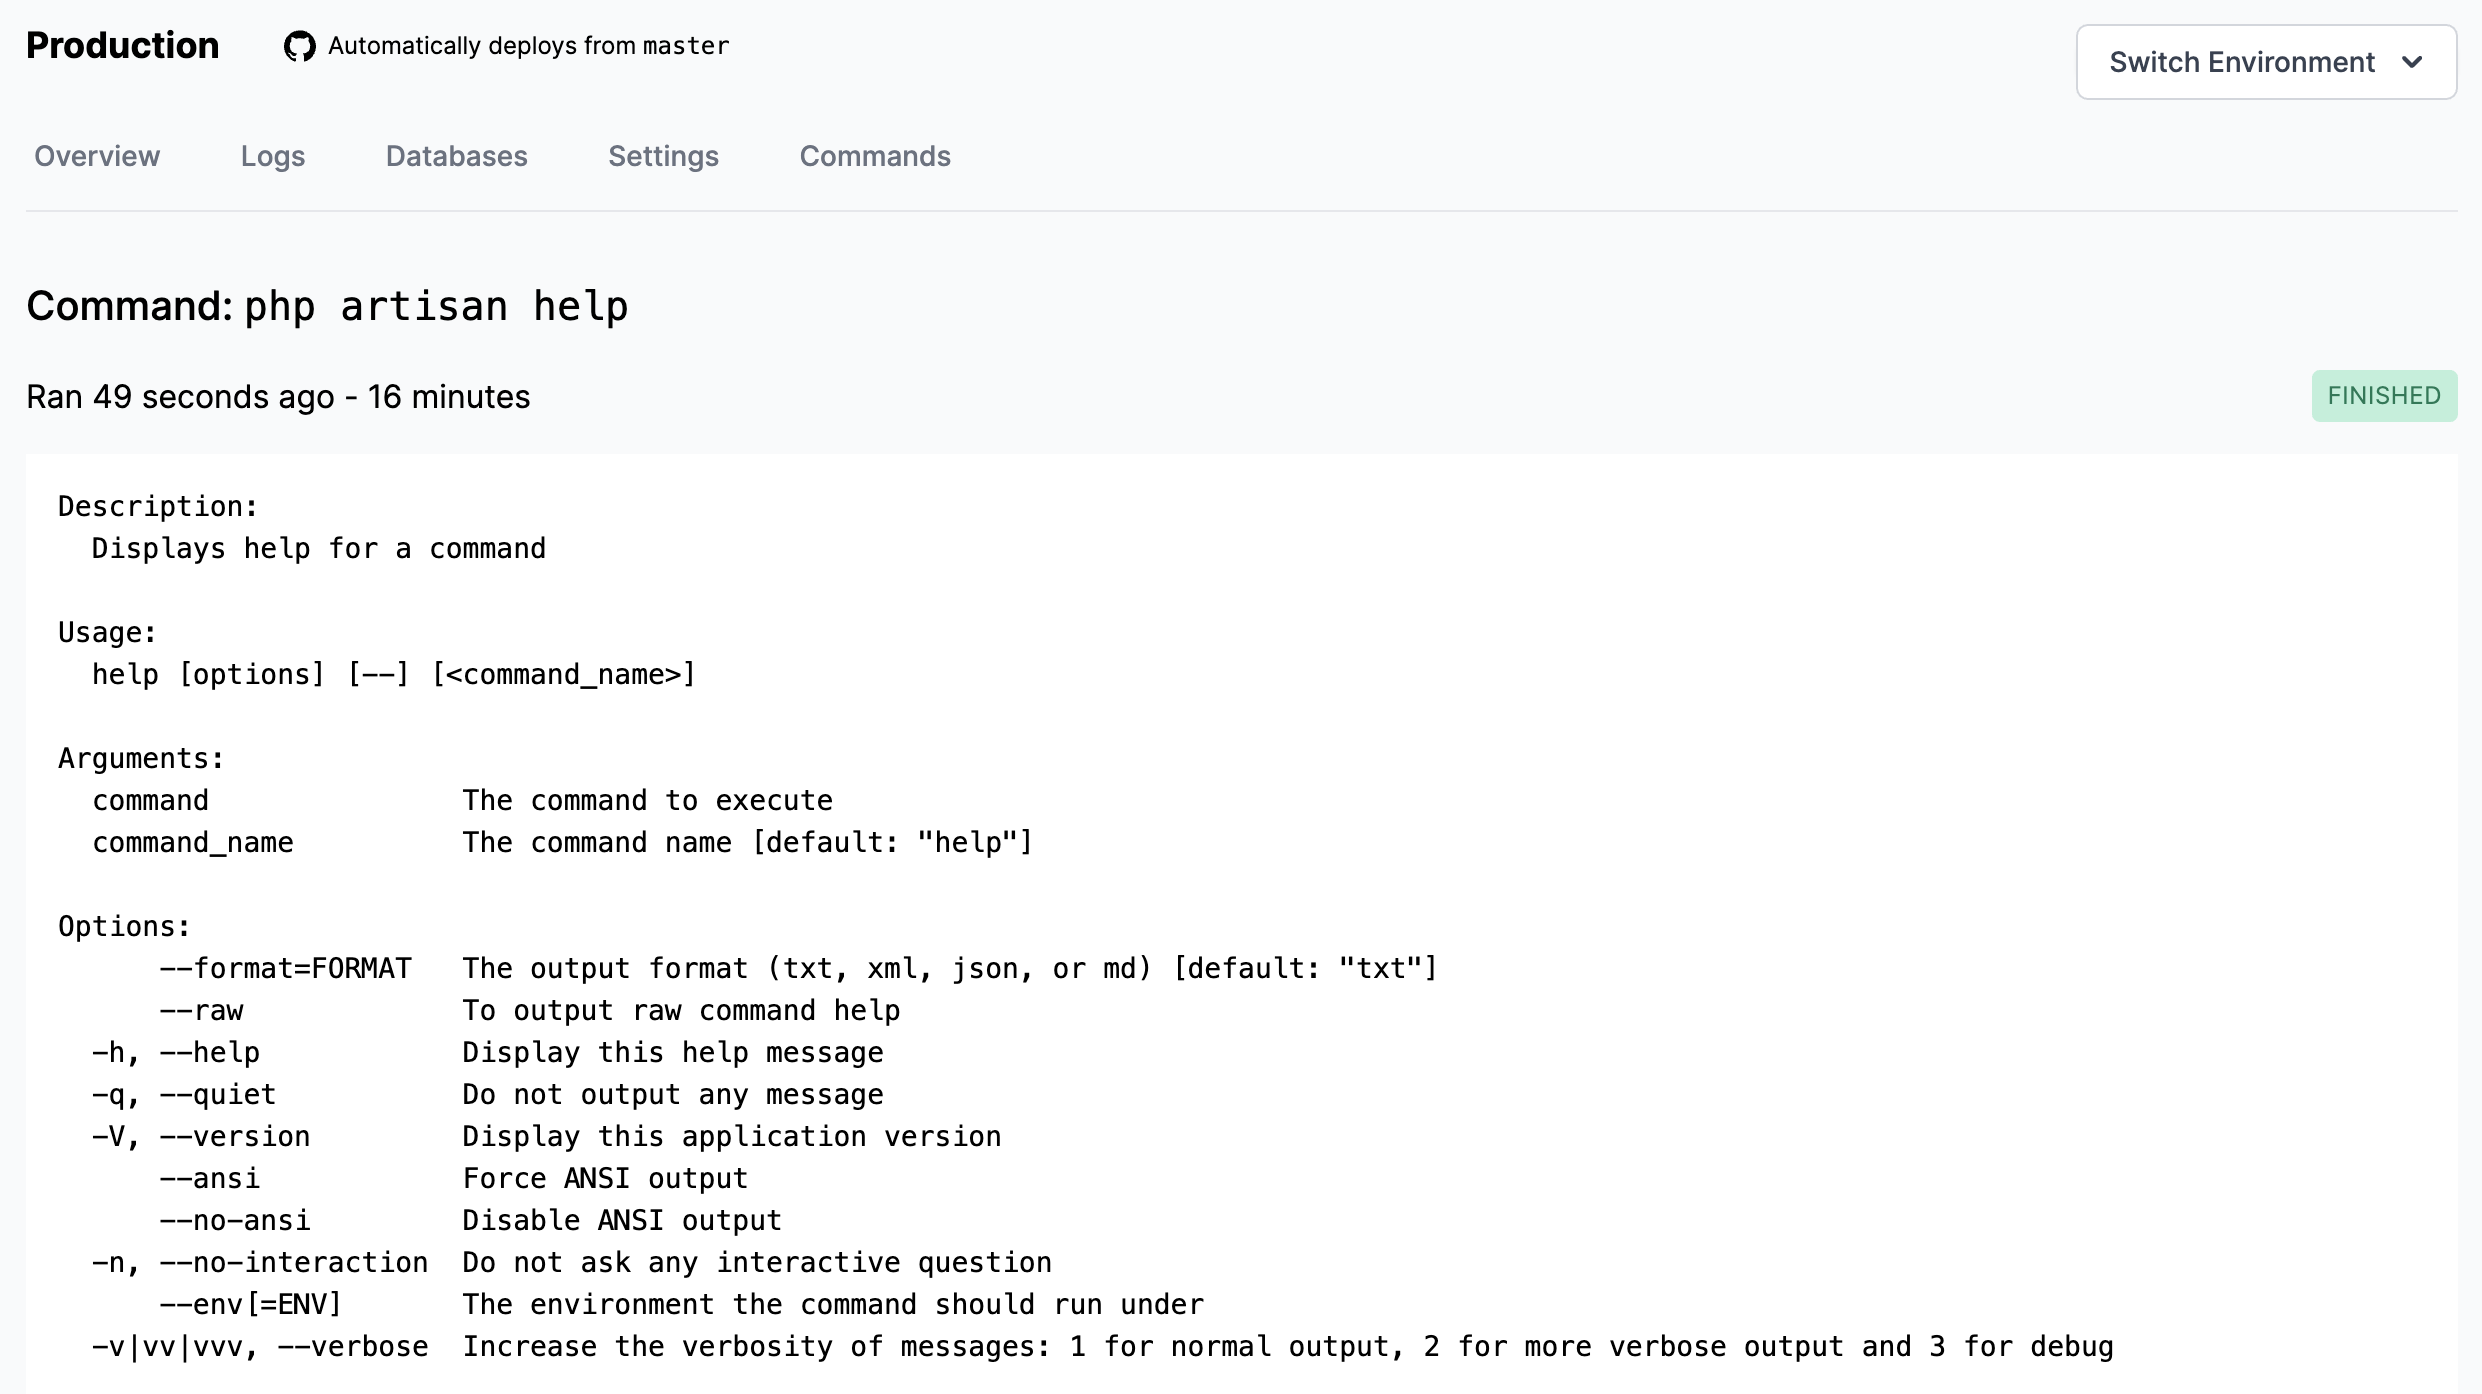 Production
Automatically deploys from master
Switch Environment
Overview
Logs
Databases
Settings
Commands
Command: php artisan help
Ran 49 seconds ago - 16 minutes
FINISHED
Description:
  Displays help for a command

Usage:
  help [options] [--] [<command_name>]

Arguments:
  command               The command to execute
  command_name          The command name [default: "help"]

Options:
      --format=FORMAT   The output format (txt, xml, json, or md) [default: "txt"]
      --raw             To output raw command help
  -h, --help            Display this help message
  -q, --quiet           Do not output any message
  -V, --version         Display this application version
      --ansi            Force ANSI output
      --no-ansi         Disable ANSI output
  -n, --no-interaction  Do not ask any interactive question
      --env[=ENV]       The environment the command should run under
  -v|vv|vvv, --verbose  Increase the verbosity of messages: 1 for normal output, 2 for more verbose output and 3 for debug